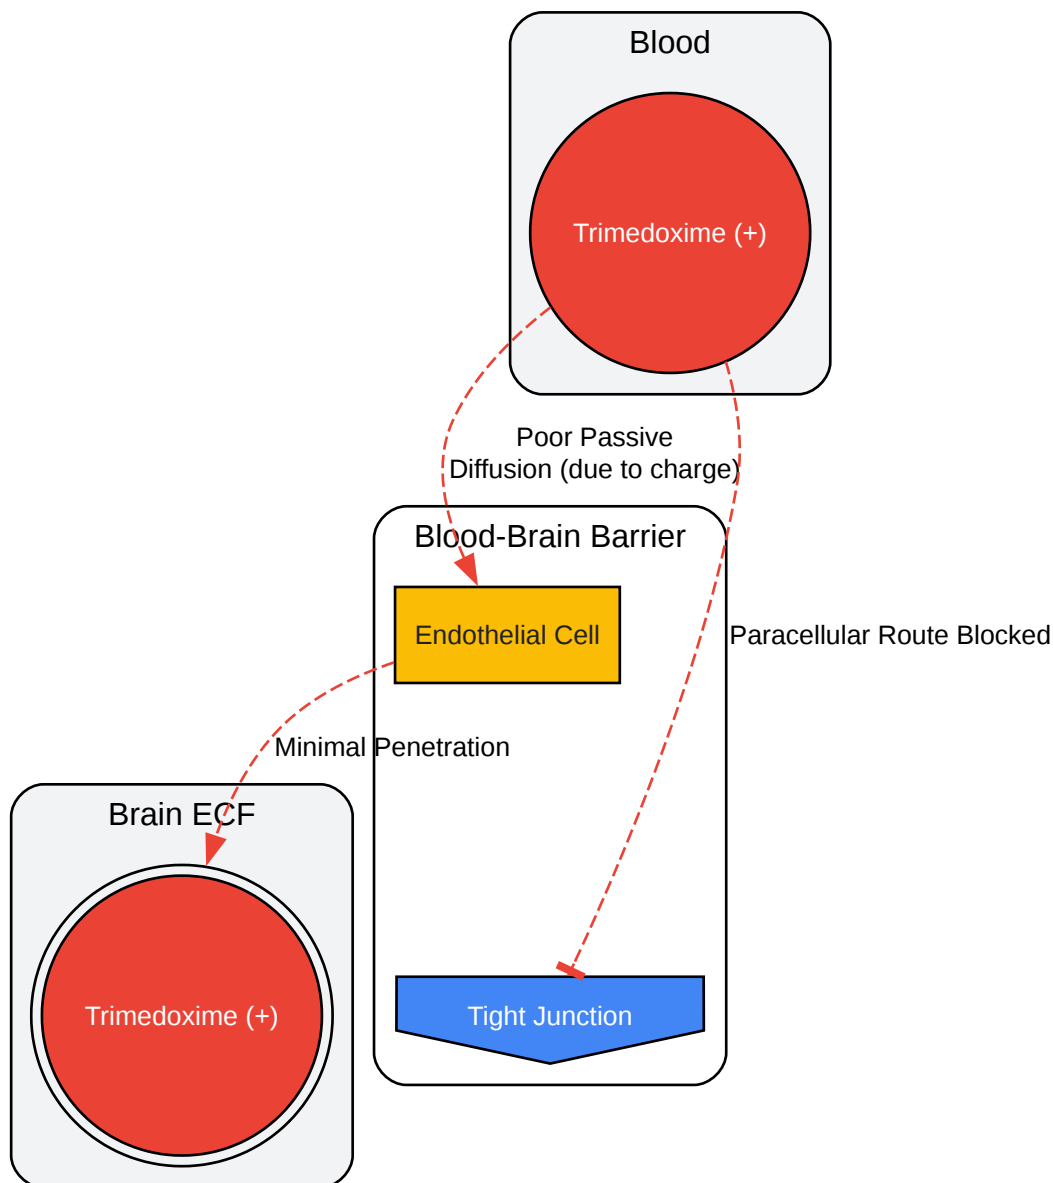 Blood
Trimedoxime (+)
Poor Passive
Diffusion (due to charge)
Blood-Brain Barrier
Endothelial Cell
Paracellular Route Blocked
Minimal Penetration
Brain ECF
Trimedoxime (+)
Tight Junction